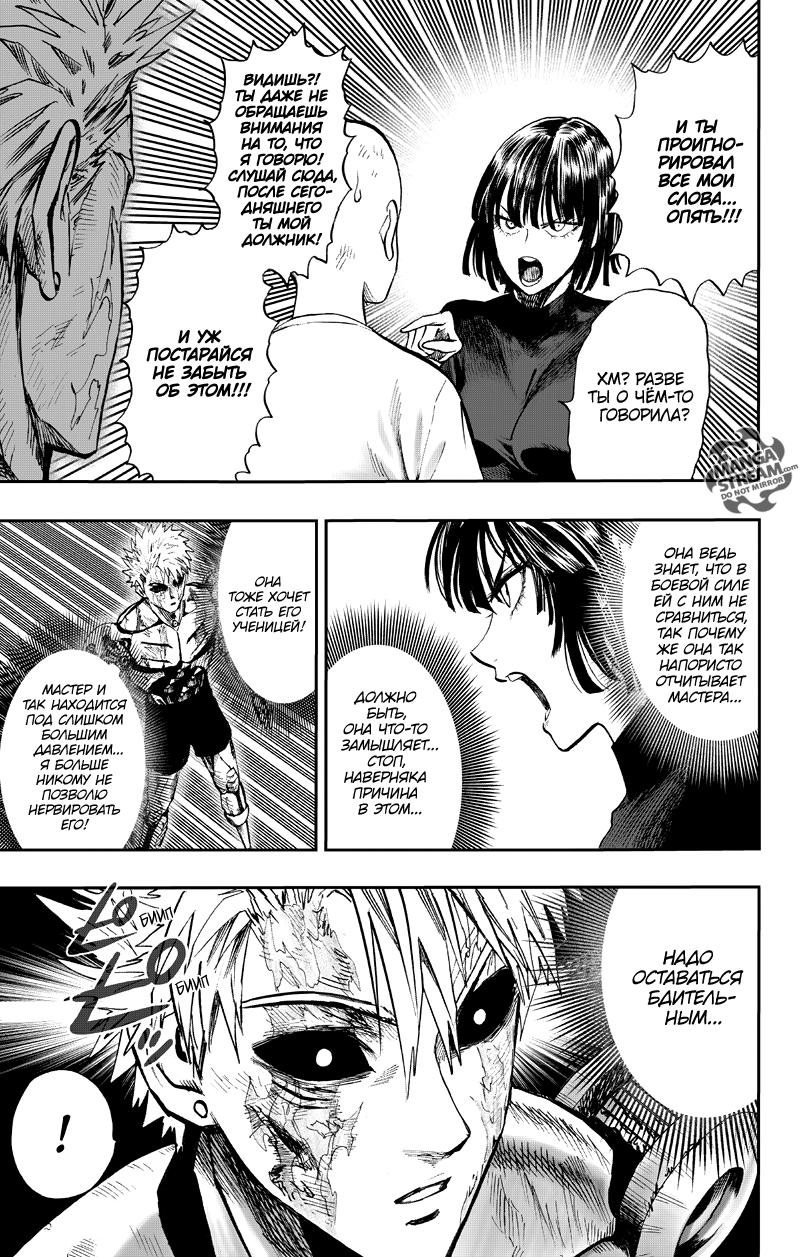 И ТЫ
ПРОИГНО-
РИРОВАЛ
ВСЕ МОИ
СЛОВА...
ОПЯТЬ!!!
ХМ? РАЗВЕ
ТЫ О ЧЁМ-ТО
ГОВОРИЛА?
ВИДИШЬ?!
ТЫ ДАЖЕ НЕ
ОБРАЩАЕШЬ
ВНИМАНИЯ
НА ТО, ЧТО
Я ГОВОРЮ!
СЛУШАЙ СЮДА,
ПОСЛЕ СЕГО-
ДНЯШНЕГО
ТЫ МОЙ
ДОЛЖНИК!
И УЖ
ПОСТАРАЙСЯ
НЕ ЗАБЫТЬ
ОБ ЭТОМ!!!
MANGA
STREAM.com
DO NOT MIRROR
ОНА ВЕДЬ
ЗНАЕТ, ЧТО В
БОЕВОЙ СИЛЕ
ЕЙ С НИМ НЕ
СРАВНИТЬСЯ,
ТАК ПОЧЕМУ
ЖЕ ОНА ТАК
НАПОРИСТО
ОТЧИТЫВАЕТ
МАСТЕРА...
ДОЛЖНО
БЫТЬ,
ОНА ЧТО-ТО
ЗАМЫШЛЯЕТ...
СТОП,
НАВЕРНЯКА
ПРИЧИНА
В ЭТОМ...
ОНА
ТОЖЕ ХОЧЕТ
СТАТЬ ЕГО
УЧЕНИЦЕЙ!
МАСТЕР И
ТАК НАХОДИТСЯ
ПОД СЛИШКОМ
БОЛЬШИМ
ДАВЛЕНИЕМ...
Я БОЛЬШЕ
НИКОМУ НЕ
ПОЗВОЛЮ
НЕРВИРОВАТЬ
ЕГО!
НАДО
ОСТАВАТЬСЯ
БДИТЕЛЬ-
НЫМ...
ピピ
БИИП
ピピッ
БИИП
!